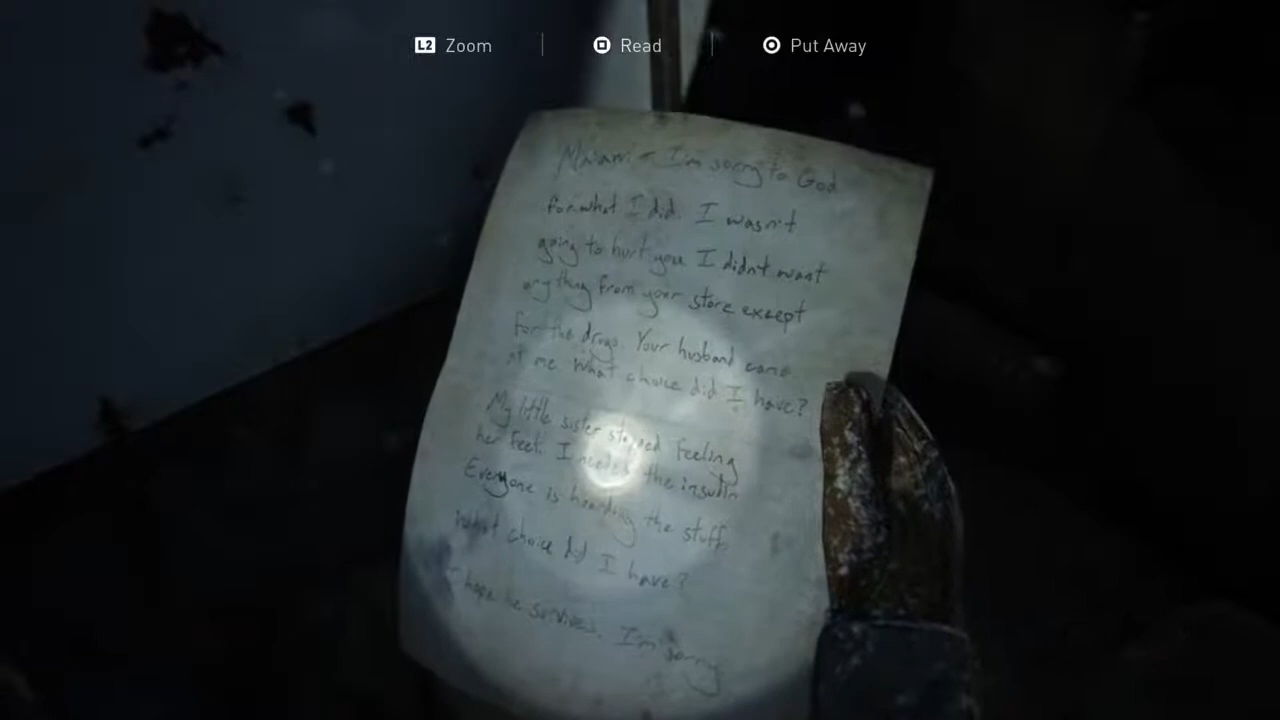 L2 Zoom Read Put Away
I'm sorry to God
for what I did. I wasn't
going to hurt you I didn't want
anything from your store except
for the drugs. Your husband came
at me what choice did I have?
My little sister stopped feeling
her feet. I needed the insulin
Everyone is hoarding the stuff.
What choice did I have?
I hope he survives. I'm sorry